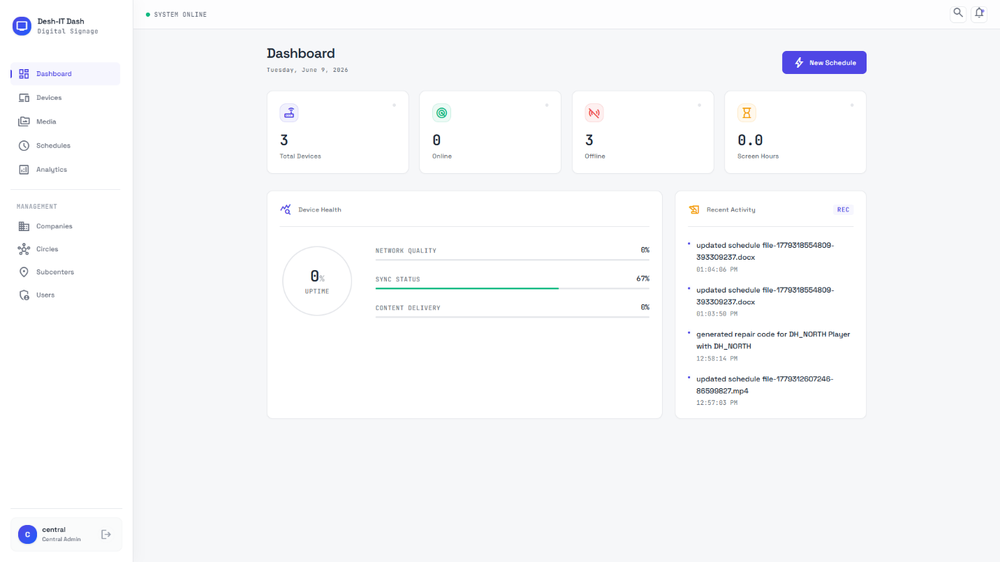 Desh-IT Dash
Digital Signage
Dashboard
Devices
Media
Schedules
Analytics
MANAGEMENT
Companies
Circles
Subcenters
Users
C
central
Central Admin
SYSTEM ONLINE
Dashboard
Tuesday, June 9, 2026
New Schedule
3
Total Devices
0
Online
3
Offline
0.0
Screen Hours
Device Health
0%
UPTIME
NETWORK QUALITY 0%
SYNC STATUS 67%
CONTENT DELIVERY 0%
Recent Activity REC
updated schedule file-1779318554809-
393309237.docx
01:04:06 PM
updated schedule file-1779318554809-
393309237.docx
01:03:50 PM
generated repair code for DH_NORTH Player
with DH_NORTH
12:58:14 PM
updated schedule file-1779312607246-
86599827.mp4
12:57:03 PM